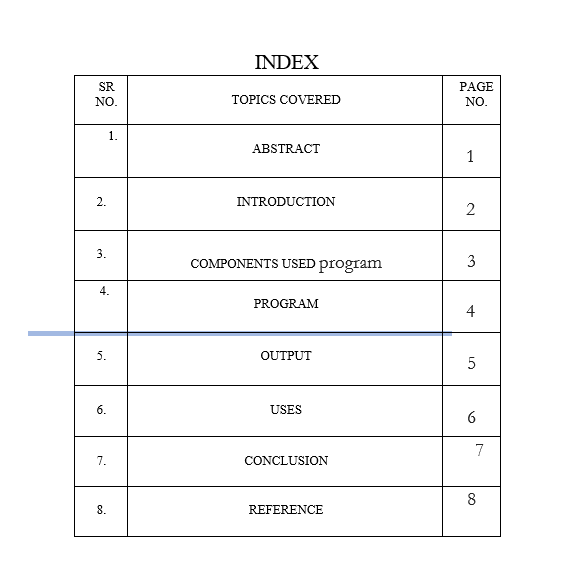 INDEX
SR NO. TOPICS COVERED PAGE NO.
1. ABSTRACT 1
2. INTRODUCTION 2
3. COMPONENTS USED program 3
4. PROGRAM 4
5. OUTPUT 5
6. USES 6
7. CONCLUSION 7
8. REFERENCE 8